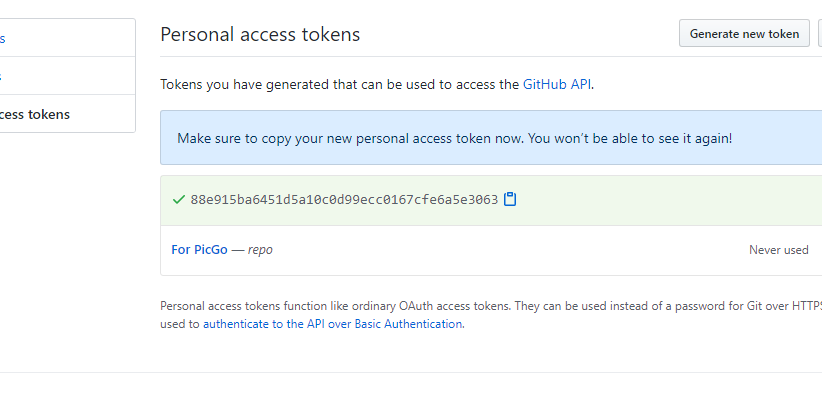 s
Personal access tokens
Generate new token
s
Tokens you have generated that can be used to access the GitHub API.
cess tokens
Make sure to copy your new personal access token now. You won’t be able to see it again!
88e915ba6451d5a10c0d99ecc0167cfe6a5e3063
For PicGo — repo
Never used
Personal access tokens function like ordinary OAuth access tokens. They can be used instead of a password for Git over HTTPS
used to authenticate to the API over Basic Authentication.